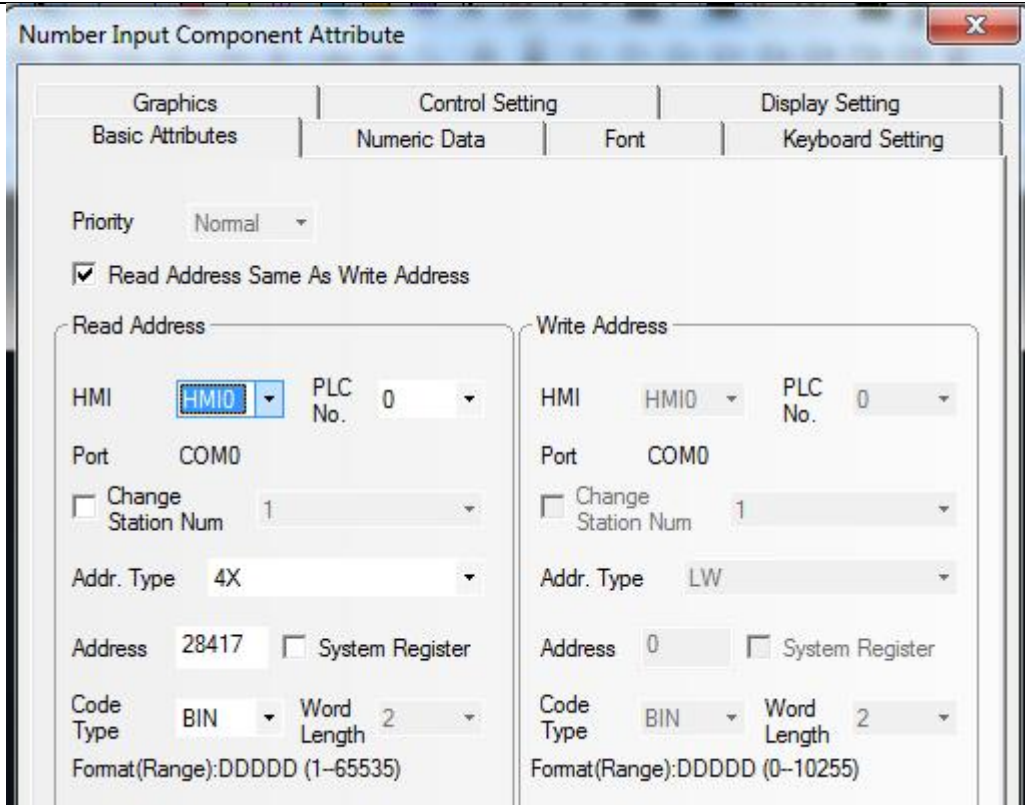 Number Input Component Attribute
Graphics Control Setting Display Setting
Basic Attributes Numeric Data Font Keyboard Setting
Priority Normal
Read Address Same As Write Address
Read Address
HMI HMI0 PLC No. 0
Port COM0
Change Station Num 1
Addr. Type 4X
Address 28417 System Register
Code Type BIN Word Length 2
Format(Range):DDDDD (1--65535)
Write Address
HMI HMI0 PLC No. 0
Port COM0
Change Station Num 1
Addr. Type LW
Address 0 System Register
Code Type BIN Word Length 2
Format(Range):DDDDD (0--10255)